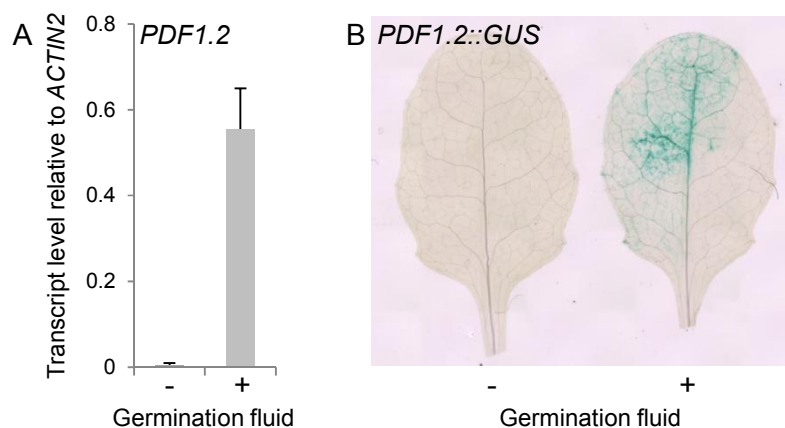 A
PDF1.2
Transcript level relative to ACTIN2
0.8
0.6
0.4
0.2
0
- +
Germination fluid
B PDF1.2::GUS
- +
Germination fluid